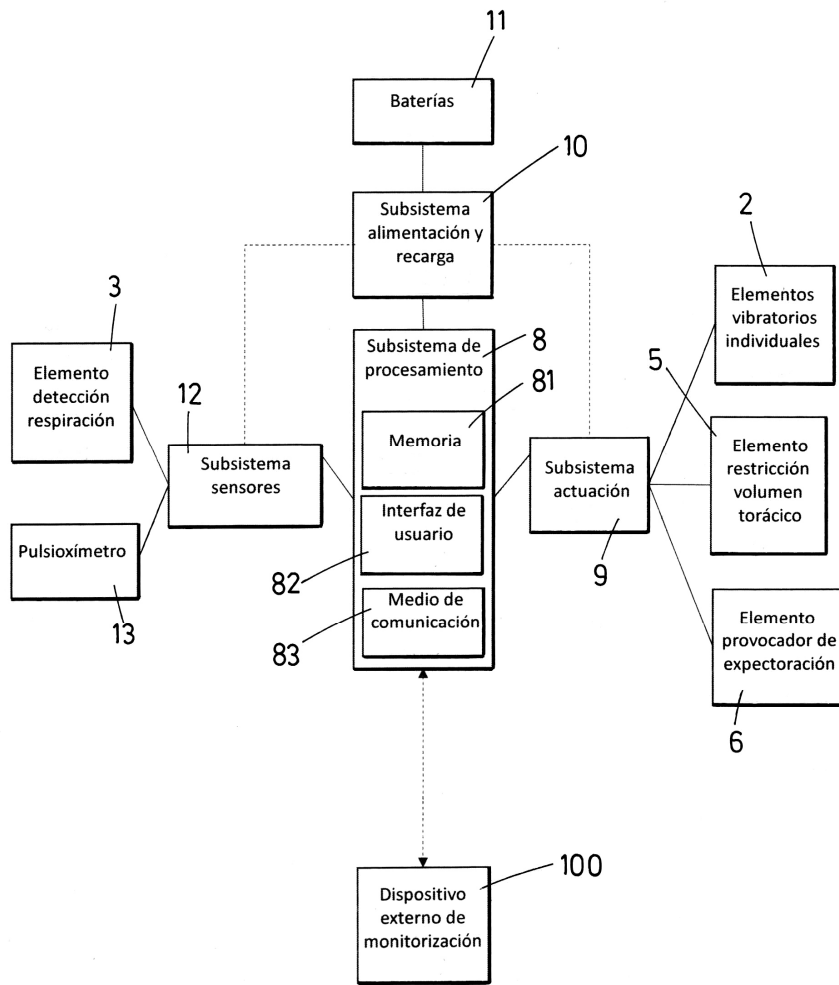 11
Baterías
10
Subsistema
alimentación y
recarga
2
Elementos
vibratorios
individuales
3
Elemento
detección
respiración
8
Subsistema de
procesamiento
81
Memoria
5
Elemento
restricción
volumen
torácico
12
Subsistema
sensores
Subsistema
actuación
9
Interfaz de
usuario
82
Pulsioxímetro
13
Medio de
comunicación
83
Elemento
provocador de
expectoración
6
100
Dispositivo
externo de
monitorización